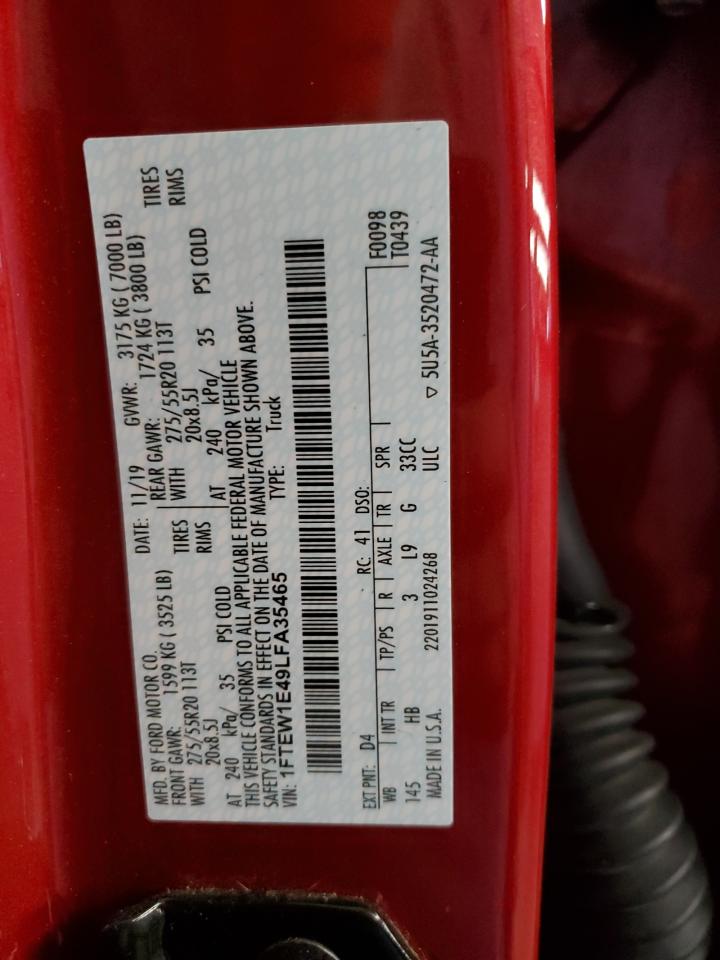 MFD. BY FORD MOTOR CO. DATE: 11/19 GVWR: 3175 KG ( 7000 LB)
FRONT GAWR: 1599 KG ( 3525 LB) REAR GAWR: 1724 KG ( 3800 LB)
WITH 275/55R20 113T TIRES WITH 275/55R20 113T TIRES
20x8.5J RIMS 20x8.5J RIMS
AT 240 kPa/ 35 PSI COLD AT 240 kPa/ 35 PSI COLD
THIS VEHICLE CONFORMS TO ALL APPLICABLE FEDERAL MOTOR VEHICLE
SAFETY STANDARDS IN EFFECT ON THE DATE OF MANUFACTURE SHOWN ABOVE.
VIN: 1FTEW1E49LFA35465 TYPE: Truck
EXT PNT: D4 RC: 41 DSO: F0098
WB INT TR TP/PS R AXLE TR SPR T0439
145 HB 3 L9 G 33CC
MADE IN U.S.A. 2201911024268 ULC ▽ 5U5A-3520472-AA